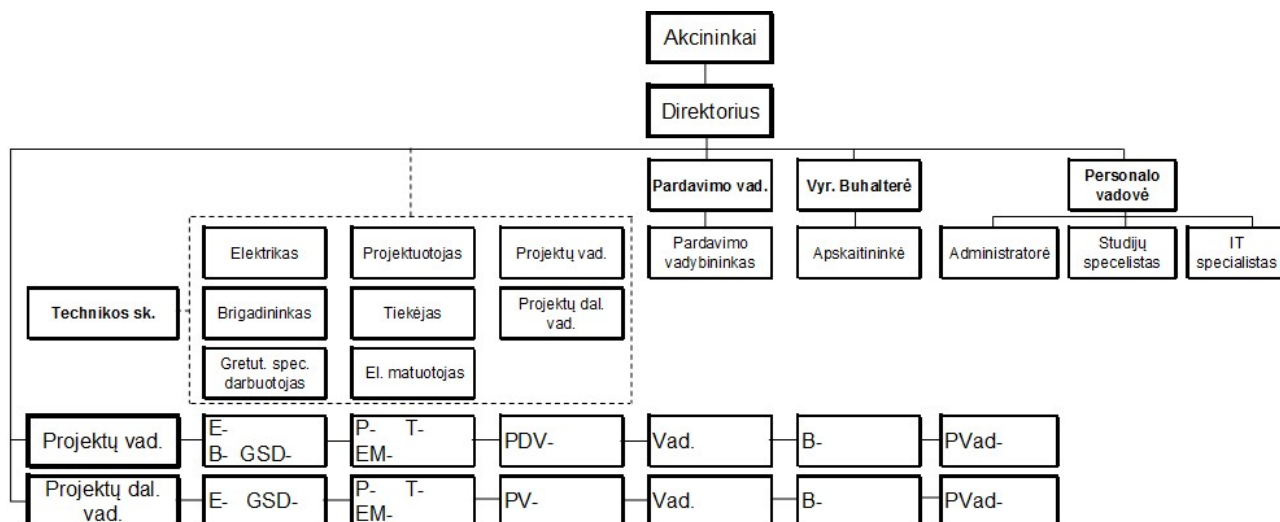 Akcininkai
Direktorius
Pardavimo vad.
Vyr. Buhalterė
Personalo
vadovė
Elektrikas
Projektuotojas
Projektų vad.
Pardavimo
vadybininkas
Apskaitininkė
Administratorė
Studijų
specelistas
IT
specialistas
Technikos sk.
Brigadininkas
Tiekėjas
Projektų dal.
vad.
Gretut. spec.
darbuotojas
El. matuotojas
Projektų vad.
E-
B- GSD-
P- T-
EM-
PDV-
Vad.
B-
PVad-
Projektų dal.
vad.
E- GSD-
P- T-
EM-
PV-
Vad.
B-
PVad-